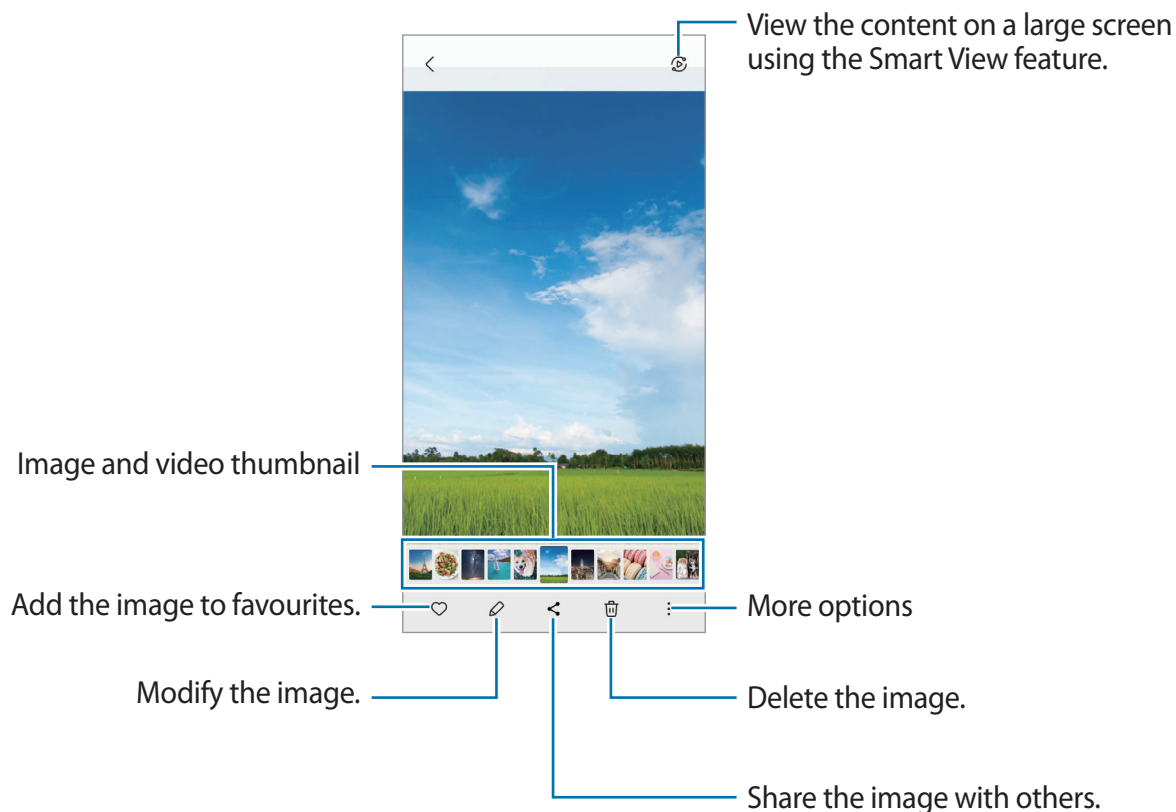 View the content on a large screen
using the Smart View feature.
Image and video thumbnail
Add the image to favourites.
More options
Modify the image.
Delete the image.
Share the image with others.